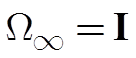 Ω∞ = I